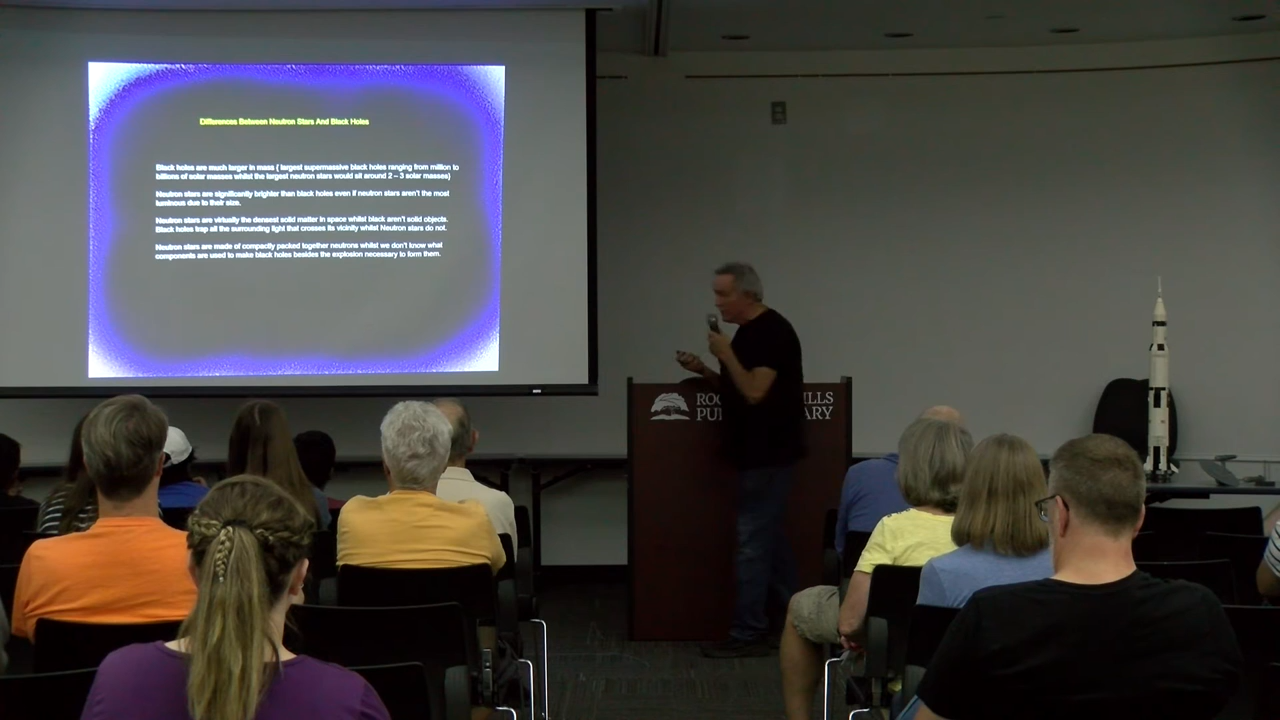 Differences Between Neutron Stars And Black Holes
Black holes are much larger in mass ( largest supermassive black holes ranging from million to
billions of solar masses whilst the largest neutron stars would sit around 2 – 3 solar masses)
Neutron stars are significantly brighter than black holes even if neutron stars aren't the most
luminous due to their size.
Neutron stars are virtually the densest solid matter in space whilst black aren't solid objects.
Black holes trap all the surrounding light that crosses its vicinity whilst Neutron stars do not.
Neutron stars are made of compactly packed together neutrons whilst we don't know what
components are used to make black holes besides the explosion necessary to form them.
ROC ILLS
PU ARY